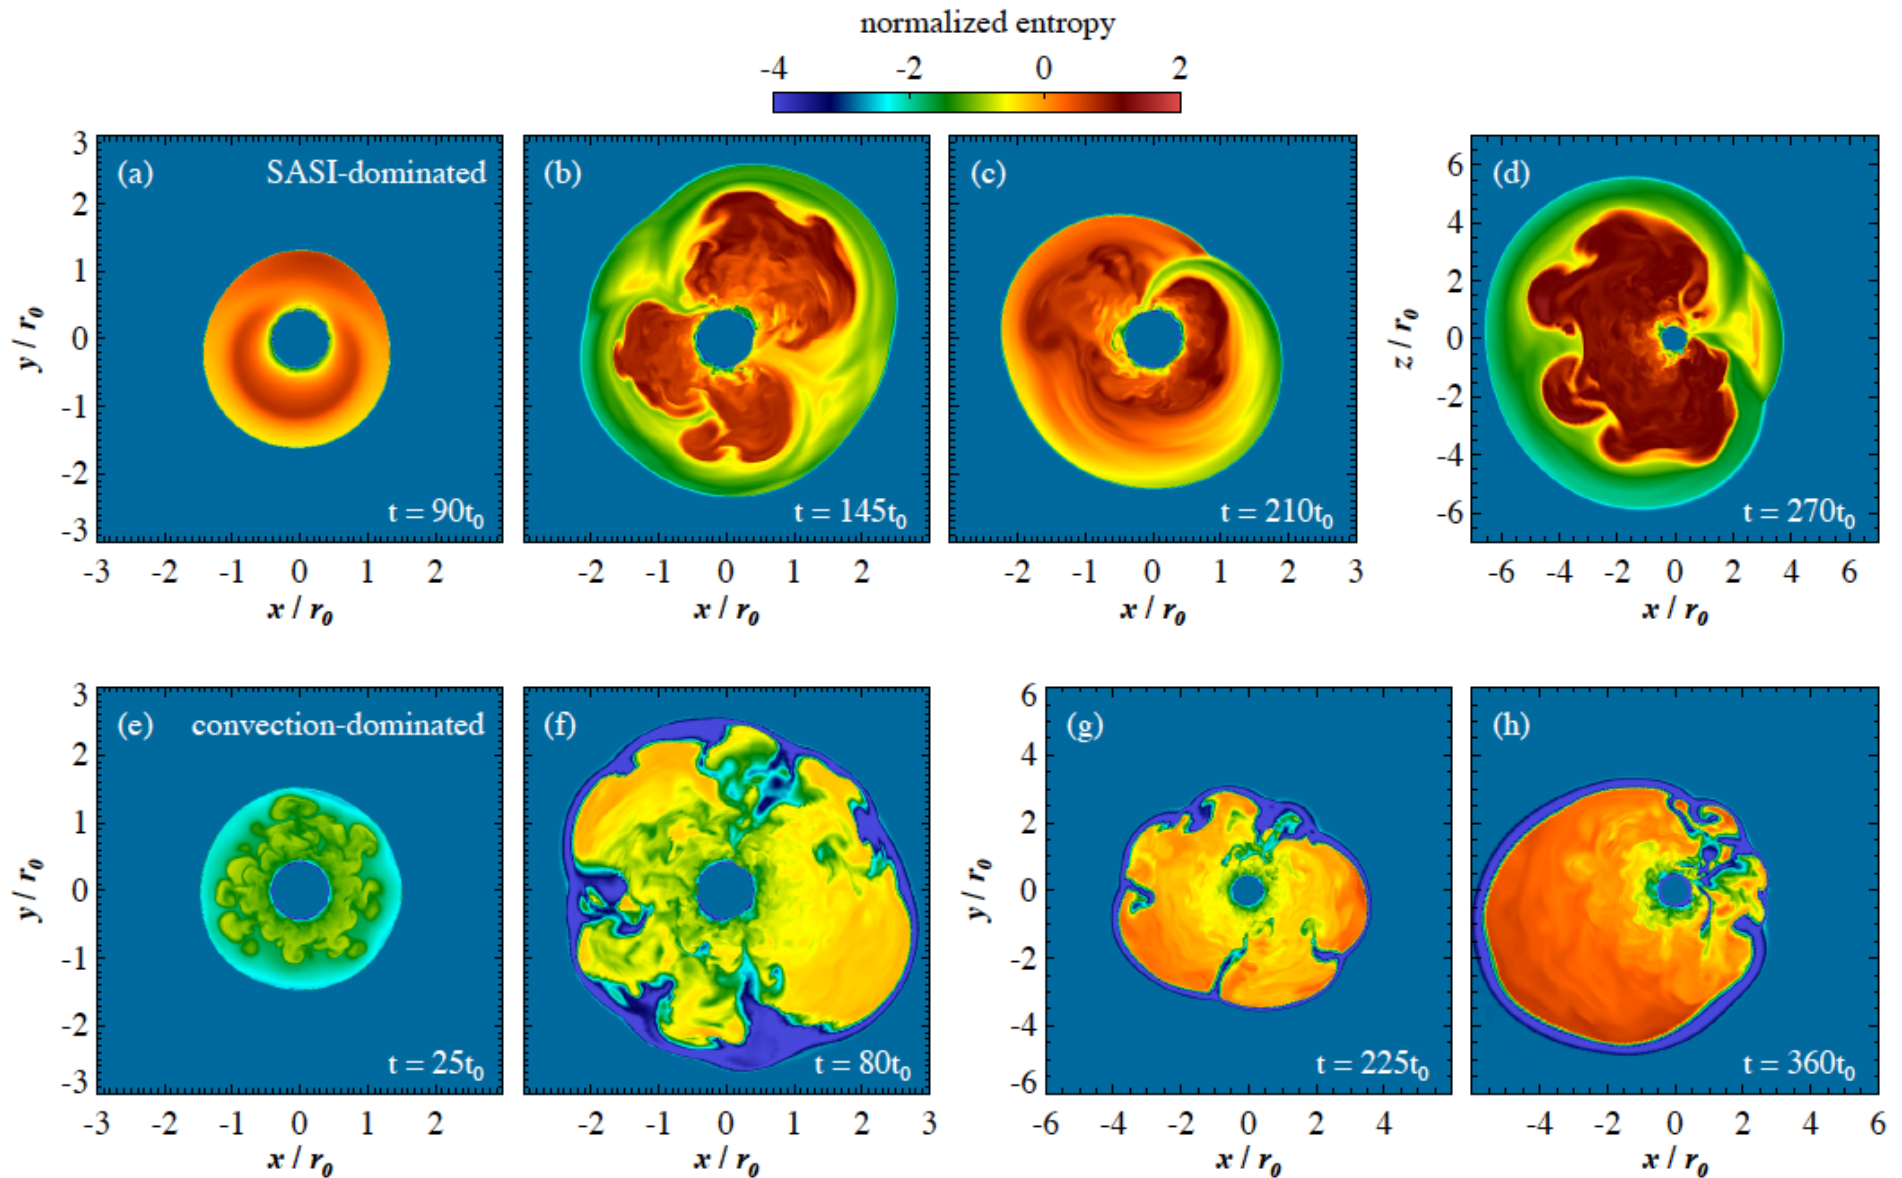 normalized entropy
-4 -2 0 2
(a) SASI-dominated
(b)
(c)
(d)
3
2
1
0
-1
-2
-3
y / r0
6
4
2
0
-2
-4
-6
z / r0
t = 90t0
t = 145t0
t = 210t0
t = 270t0
-3 -2 -1 0 1 2
-2 -1 0 1 2
-2 -1 0 1 2 3
-6 -4 -2 0 2 4 6
x / r0
x / r0
x / r0
x / r0
(e) convection-dominated
(f)
(g)
(h)
3
2
1
0
-1
-2
-3
y / r0
6
4
2
0
-2
-4
-6
y / r0
t = 25t0
t = 80t0
t = 225t0
t = 360t0
-3 -2 -1 0 1 2
-2 -1 0 1 2 3
-6 -4 -2 0 2 4
-4 -2 0 2 4 6
x / r0
x / r0
x / r0
x / r0